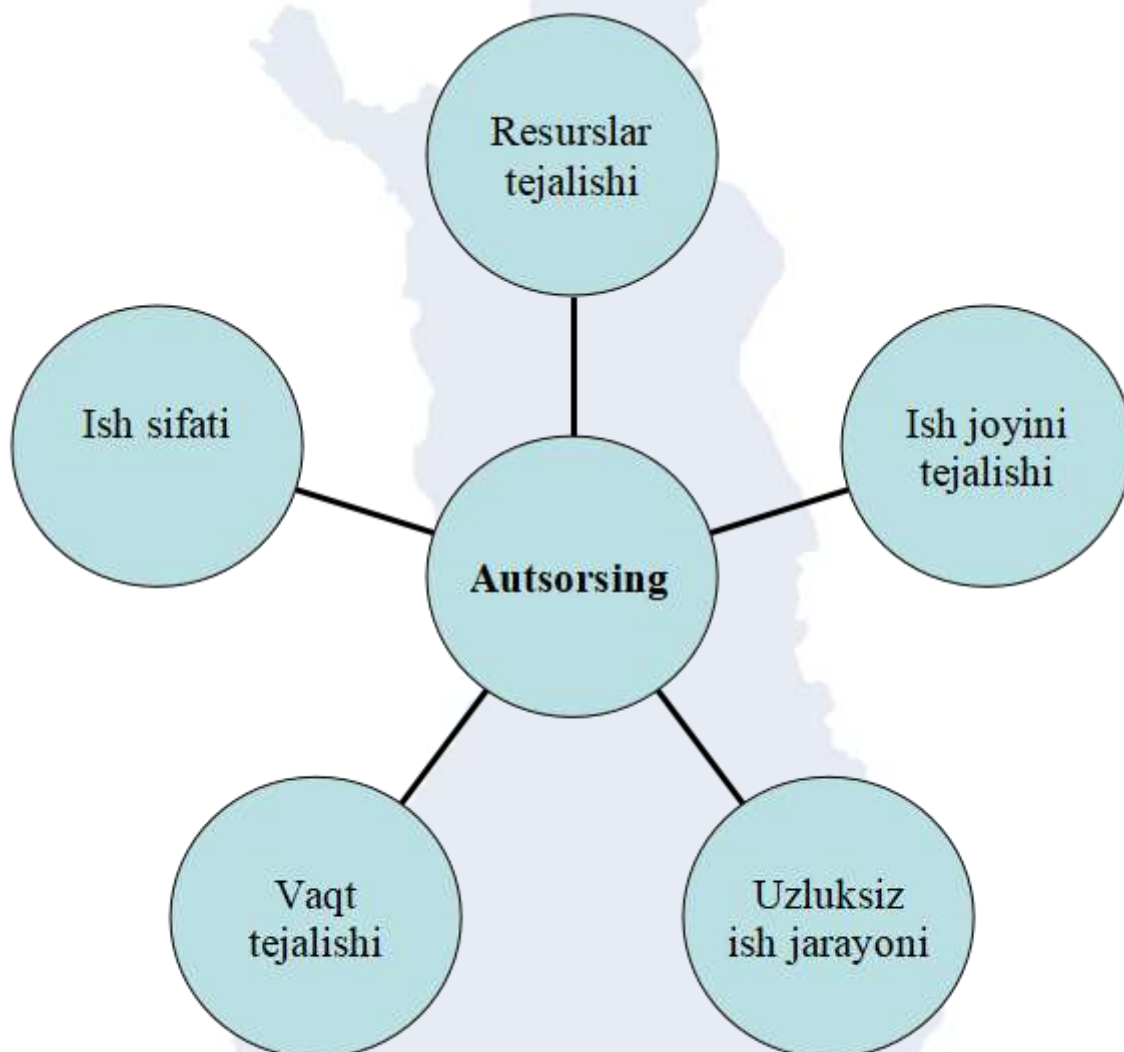 Resurslar
tejalishi
Ish sifati
Ish joyini
tejalishi
Autsorsing
Vaqt
tejalishi
Uzluksiz
ish jarayoni